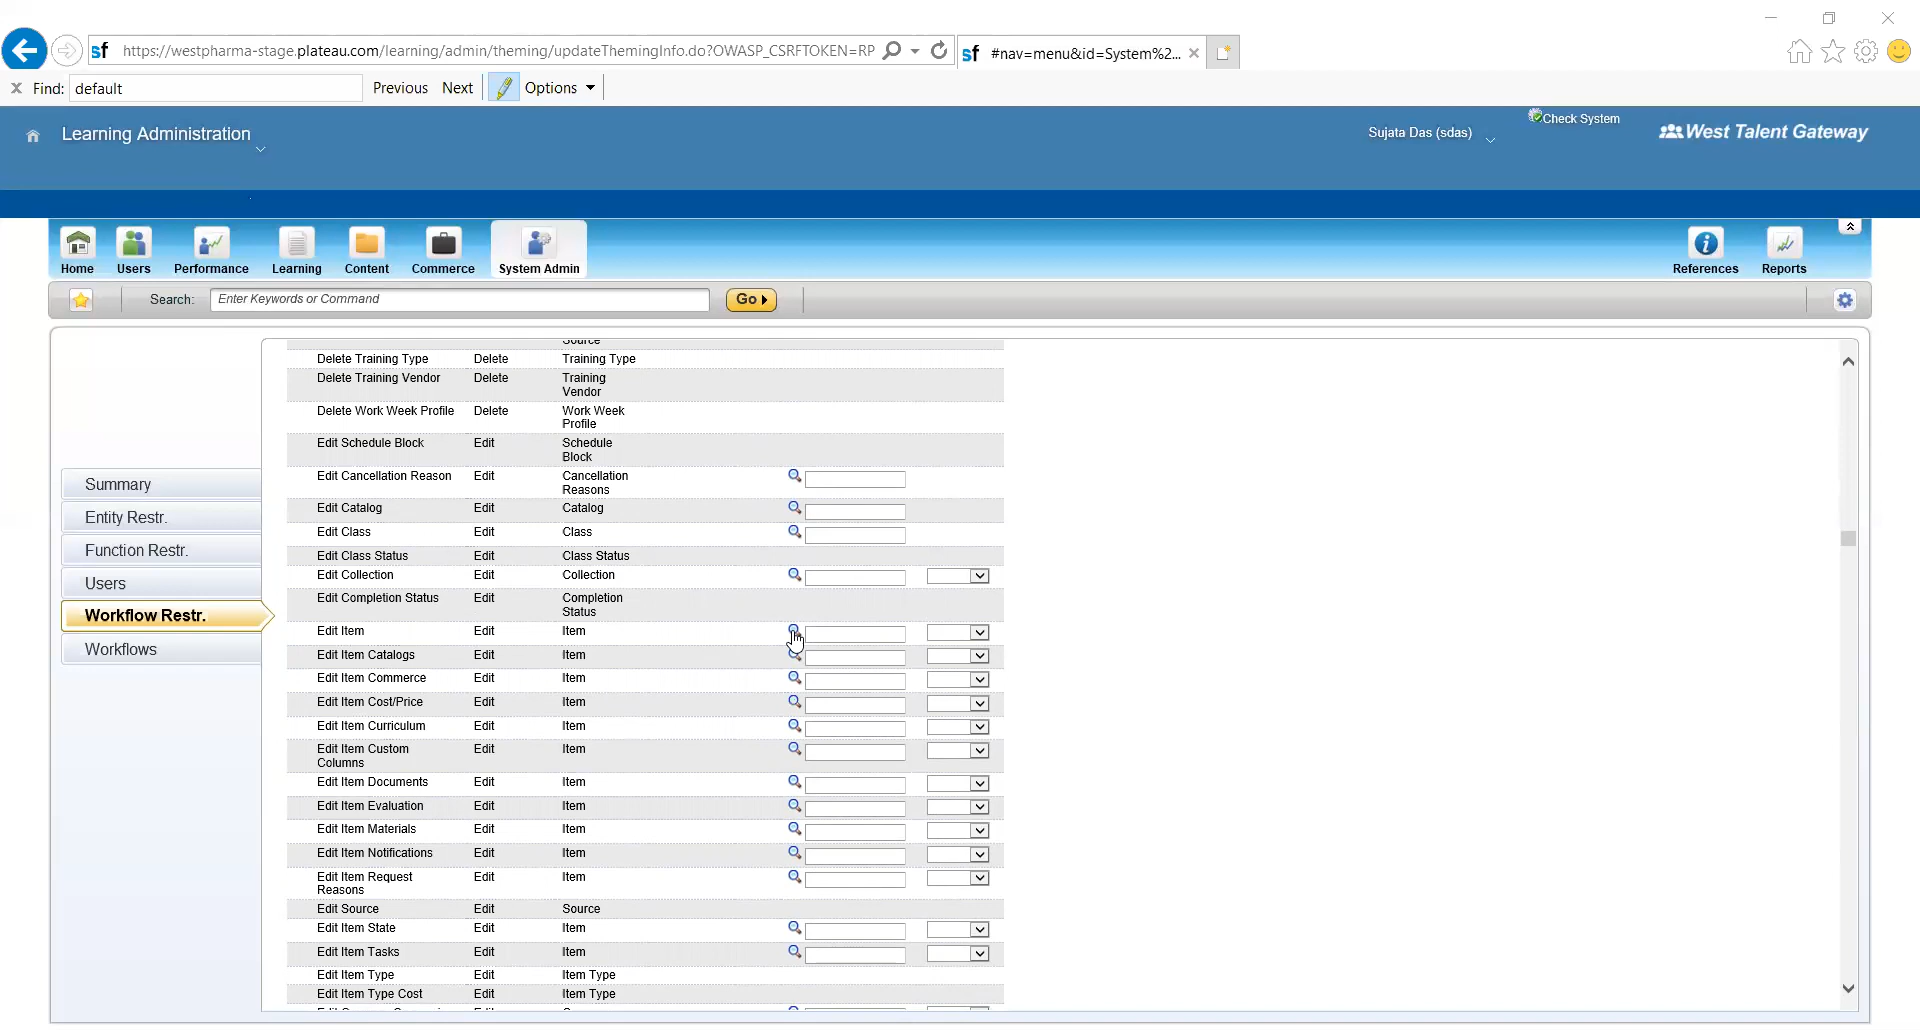 sf https://westpharma-stage.plateau.com/learning/admin/theming/updateThemingInfo.do?OWASP_CSRFTOKEN=RP
sf #nav=menu&id=System%2...
Find: default Previous Next Options
Learning Administration
Sujata Das (sdas)
Check System
West Talent Gateway
Home Users Performance Learning Content Commerce System Admin References Reports
Search: Enter Keywords or Command Go
Summary
Entity Restr.
Function Restr.
Users
Workflow Restr.
Workflows
Source
Delete Training Type Delete Training Type
Delete Training Vendor Delete Training
Vendor
Delete Work Week Profile Delete Work Week
Profile
Edit Schedule Block Edit Schedule
Block
Edit Cancellation Reason Edit Cancellation
Reasons
Edit Catalog Edit Catalog
Edit Class Edit Class
Edit Class Status Edit Class Status
Edit Collection Edit Collection
Edit Completion Status Edit Completion
Status
Edit Item Edit Item
Edit Item Catalogs Edit Item
Edit Item Commerce Edit Item
Edit Item Cost/Price Edit Item
Edit Item Curriculum Edit Item
Edit Item Custom Edit Item
Columns
Edit Item Documents Edit Item
Edit Item Evaluation Edit Item
Edit Item Materials Edit Item
Edit Item Notifications Edit Item
Edit Item Request Edit Item
Reasons
Edit Source Edit Source
Edit Item State Edit Item
Edit Item Tasks Edit Item
Edit Item Type Edit Item Type
Edit Item Type Cost Edit Item Type